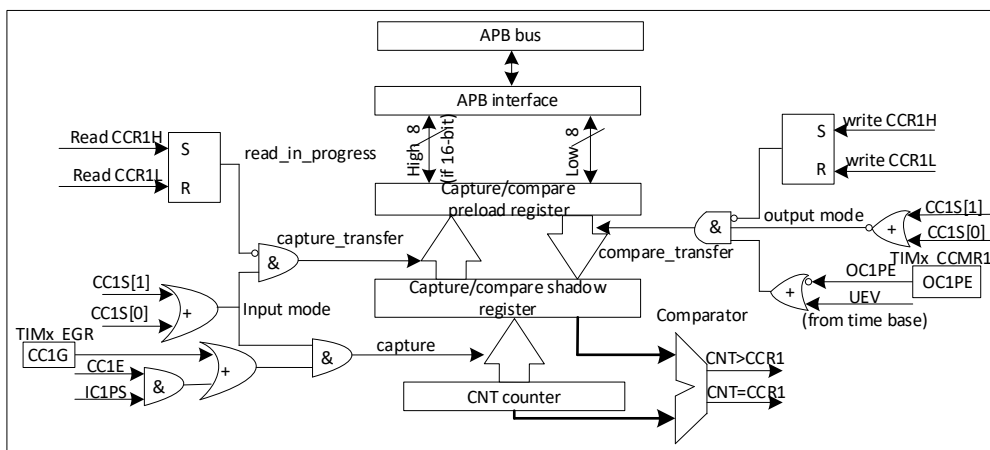 APB bus
APB interface
High 8
(if 16-bit)
Low 8
Read CCR1H
Read CCR1L
S
R
read_in_progress
S
R
write CCR1H
write CCR1L
Capture/compare
preload register
capture_transfer
&
compare_transfer
&
output mode
+
CC1S[1]
CC1S[0]
TIMx_CCMR1
OC1PE
OC1PE
+
UEV
(from time base)
Capture/compare shadow
register
CC1S[1]
CC1S[0]
+
Input mode
TIMx_EGR
CC1G
CC1E
IC1PS
&
+
&
capture
CNT counter
Comparator
CNT>CCR1
CNT=CCR1